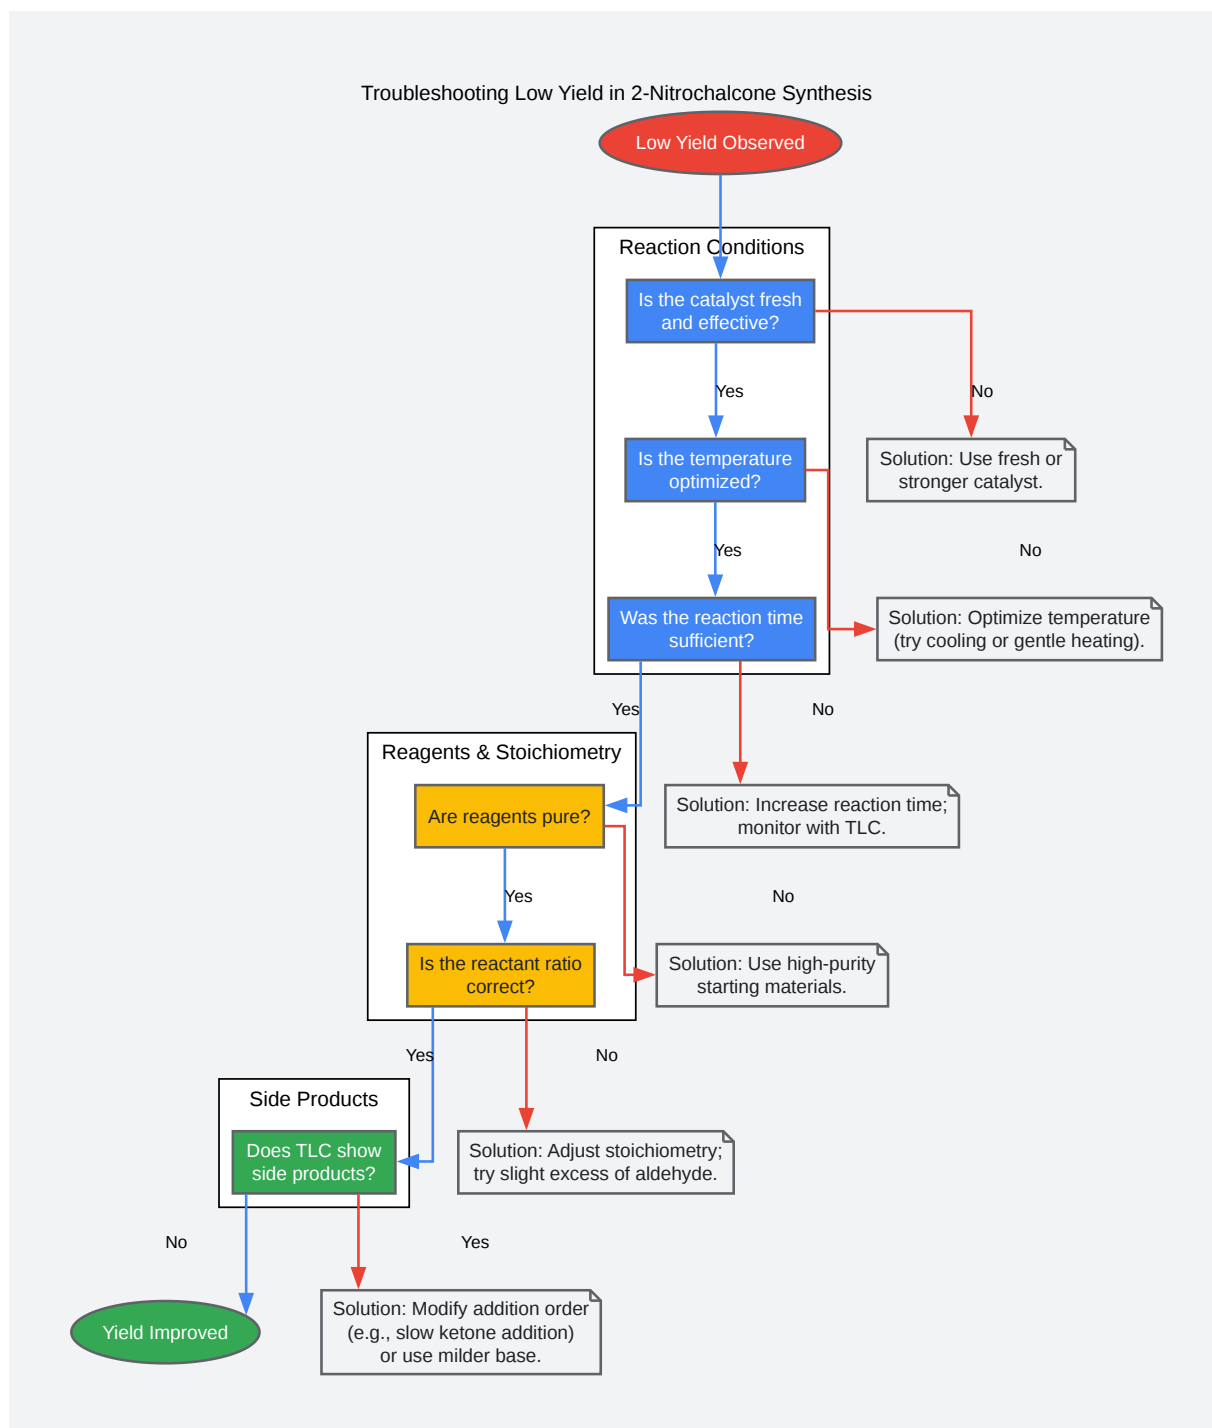 Troubleshooting Low Yield in 2-Nitrochalcone Synthesis
Low Yield Observed
Reaction Conditions
Is the catalyst fresh
and effective?
Yes
No
Is the temperature
optimized?
Solution: Use fresh or
stronger catalyst.
Yes
No
Was the reaction time
sufficient?
Solution: Optimize temperature
(try cooling or gentle heating).
Yes
No
Reagents & Stoichiometry
Are reagents pure?
Solution: Increase reaction time;
monitor with TLC.
Yes
No
Is the reactant ratio
correct?
Solution: Use high-purity
starting materials.
Yes
No
Side Products
Does TLC show
side products?
Solution: Adjust stoichiometry;
try slight excess of aldehyde.
No
Yes
Yield Improved
Solution: Modify addition order
(e.g., slow ketone addition)
or use milder base.